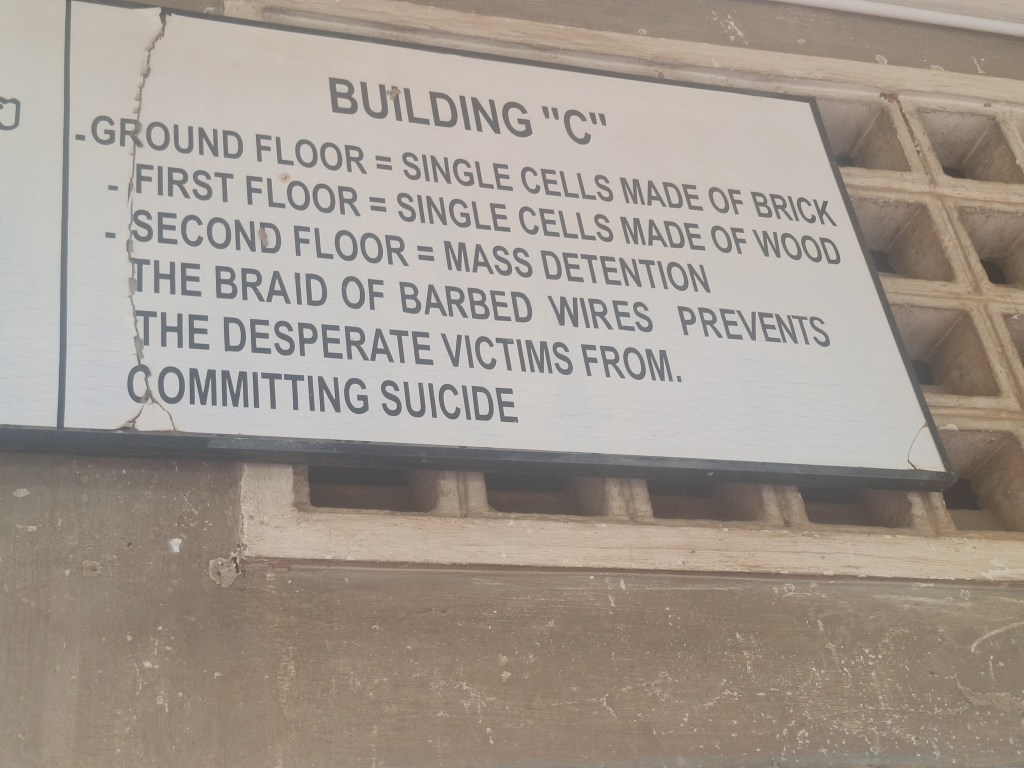 BUILDING "C"
-GROUND FLOOR = SINGLE CELLS MADE OF BRICK
- FIRST FLOOR = SINGLE CELLS MADE OF WOOD
- SECOND FLOOR = MASS DETENTION
THE BRAID OF BARBED WIRES PREVENTS
THE DESPERATE VICTIMS FROM.
COMMITTING SUICIDE